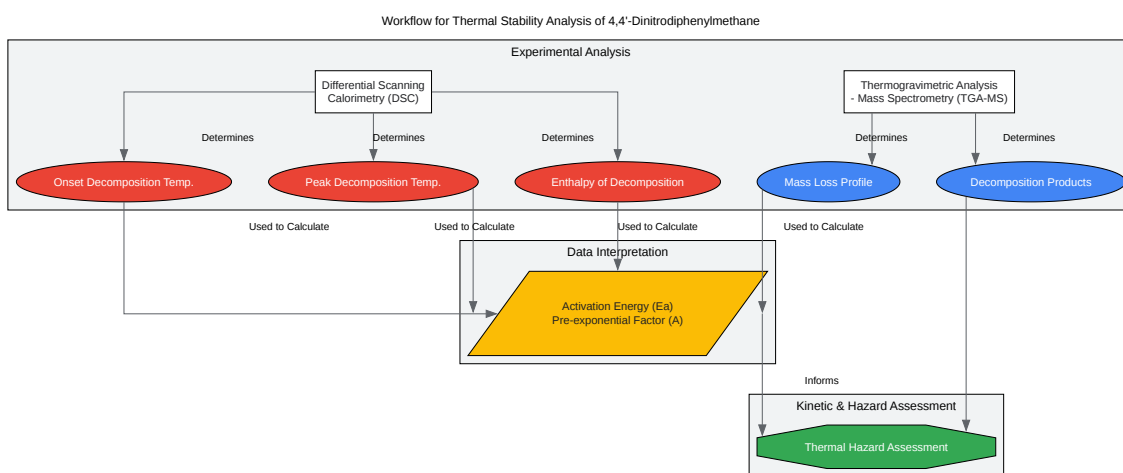 Workflow for Thermal Stability Analysis of 4,4'-Dinitrodiphenylmethane
Experimental Analysis
Differential Scanning
Calorimetry (DSC)
Thermogravimetric Analysis
- Mass Spectrometry (TGA-MS)
Determines
Determines
Determines
Determines
Determines
Onset Decomposition Temp.
Peak Decomposition Temp.
Enthalpy of Decomposition
Mass Loss Profile
Decomposition Products
Used to Calculate
Used to Calculate
Used to Calculate
Used to Calculate
Data Interpretation
Activation Energy (Ea)
Pre-exponential Factor (A)
Informs
Kinetic & Hazard Assessment
Thermal Hazard Assessment